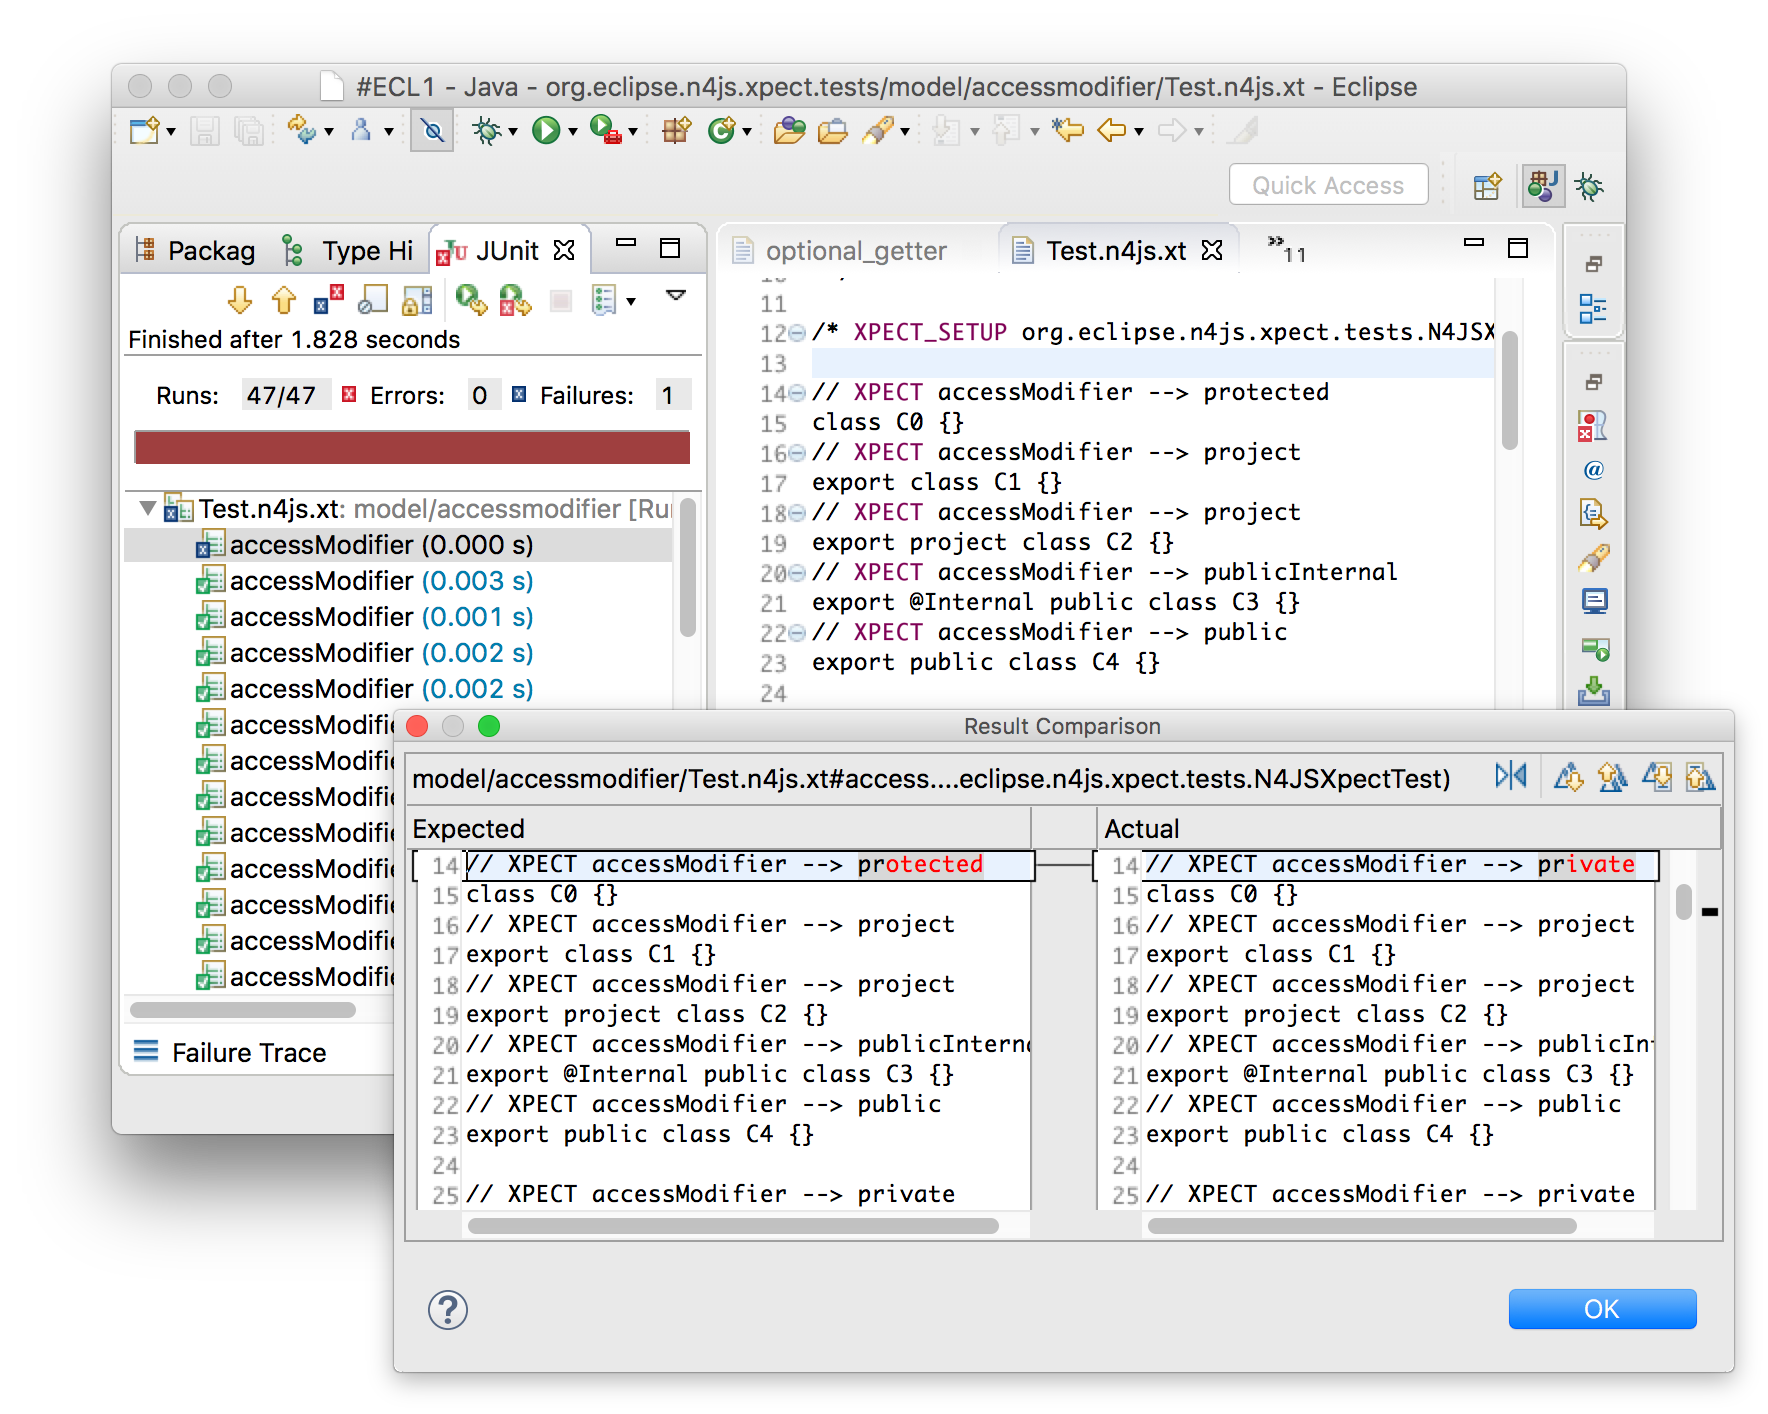 #ECL1 - Java - org.eclipse.n4js.xpect.tests/model/accessmodifier/Test.n4js.xt - Eclipse
Quick Access
Packag Type Hi JUnit
Finished after 1.828 seconds
Runs: 47/47 Errors: 0 Failures: 1
Test.n4js.xt: model/accessmodifier [Ru
accessModifier (0.000 s)
accessModifier (0.003 s)
accessModifier (0.001 s)
accessModifier (0.002 s)
accessModifier (0.002 s)
accessModifie
accessModifie
accessModifie
accessModifie
accessModifie
accessModifie
accessModifie
accessModifie
Failure Trace
optional_getter Test.n4js.xt »11
11
12 /* XPECT_SETUP org.eclipse.n4js.xpect.tests.N4JSX
13
14 // XPECT accessModifier --> protected
15 class C0 {}
16 // XPECT accessModifier --> project
17 export class C1 {}
18 // XPECT accessModifier --> project
19 export project class C2 {}
20 // XPECT accessModifier --> publicInternal
21 export @Internal public class C3 {}
22 // XPECT accessModifier --> public
23 export public class C4 {}
24
Result Comparison
model/accessmodifier/Test.n4js.xt#access....eclipse.n4js.xpect.tests.N4JSXpectTest)
Expected
14 // XPECT accessModifier --> protected
15 class C0 {}
16 // XPECT accessModifier --> project
17 export class C1 {}
18 // XPECT accessModifier --> project
19 export project class C2 {}
20 // XPECT accessModifier --> publicIntern
21 export @Internal public class C3 {}
22 // XPECT accessModifier --> public
23 export public class C4 {}
24
25 // XPECT accessModifier --> private
Actual
14 // XPECT accessModifier --> private
15 class C0 {}
16 // XPECT accessModifier --> project
17 export class C1 {}
18 // XPECT accessModifier --> project
19 export project class C2 {}
20 // XPECT accessModifier --> publicIn
21 export @Internal public class C3 {}
22 // XPECT accessModifier --> public
23 export public class C4 {}
24
25 // XPECT accessModifier --> private
?
OK